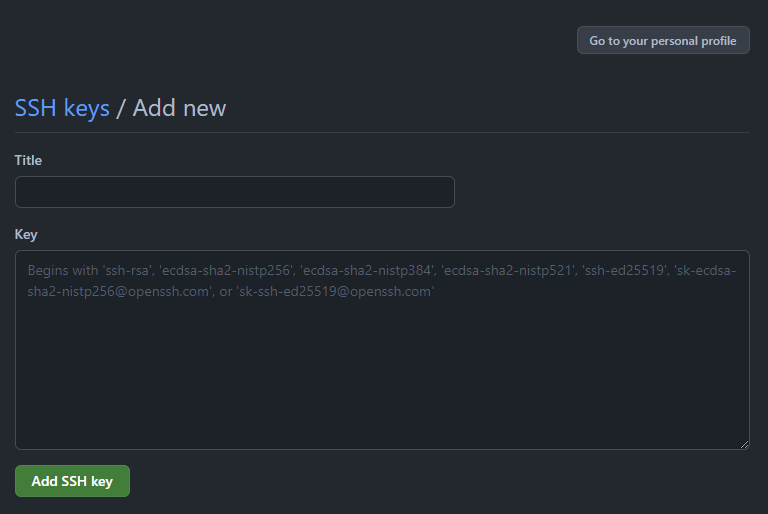 Go to your personal profile
SSH keys / Add new
Title
Key
Begins with 'ssh-rsa', 'ecdsa-sha2-nistp256', 'ecdsa-sha2-nistp384', 'ecdsa-sha2-nistp521', 'ssh-ed25519', 'sk-ecdsa-
sha2-nistp256@openssh.com', or 'sk-ssh-ed25519@openssh.com'
Add SSH key